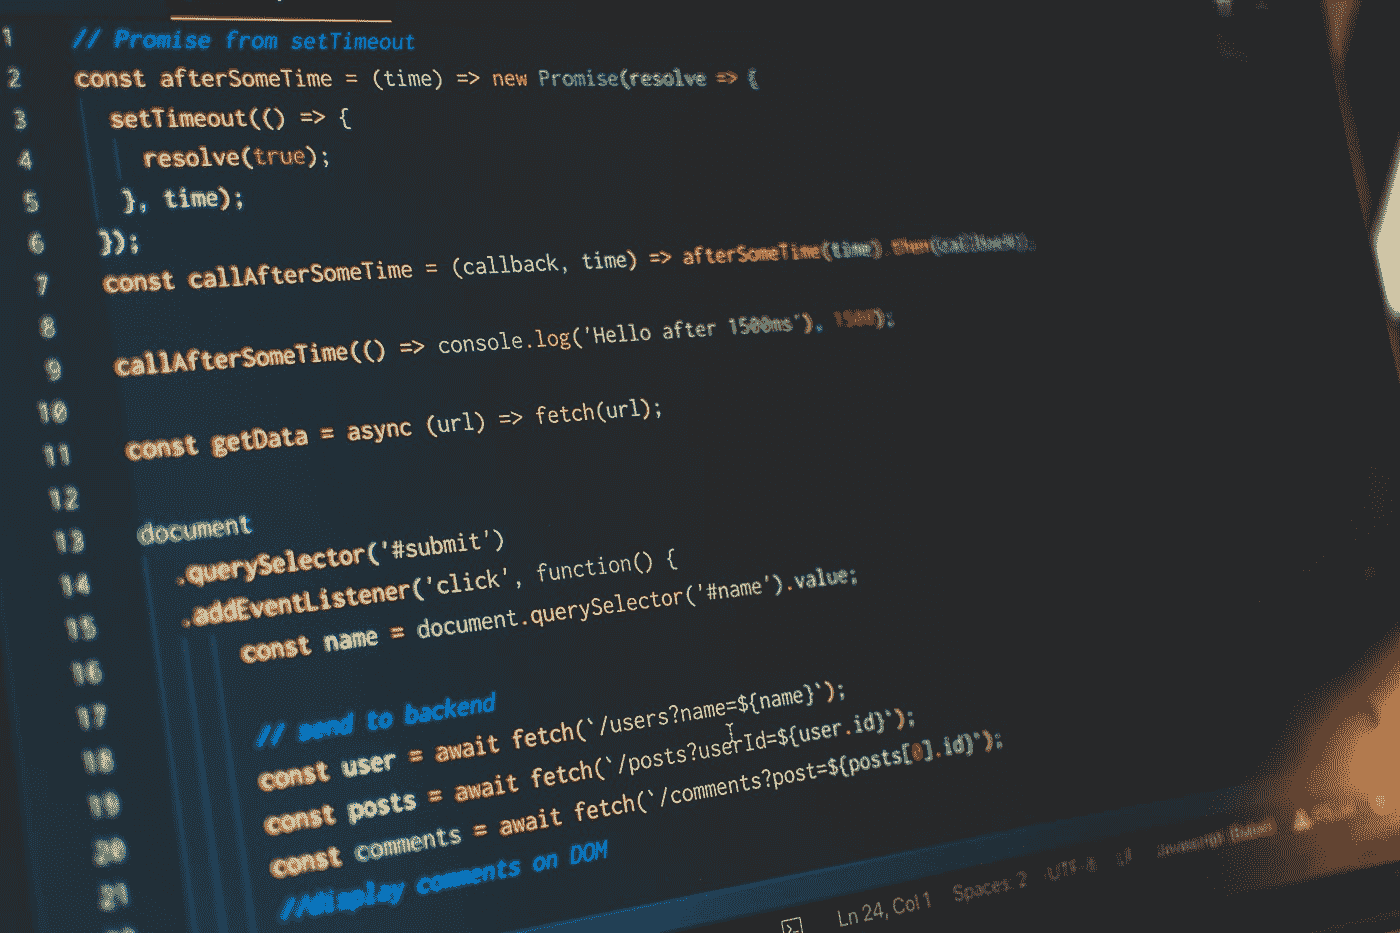 1 // Promise from setTimeout
2 const afterSomeTime = (time) => new Promise(resolve => {
3 setTimeout(() => {
4 resolve(true);
5 }, time);
6 });
7 const callAfterSomeTime = (callback, time) => afterSomeTime(time).then(callback);
8
9 callAfterSomeTime(() => console.log('Hello after 1500ms'), 1500);
10
11 const getData = async (url) => fetch(url);
12
13 document
14 .querySelector('#submit')
15 .addEventListener('click', function() {
16 const name = document.querySelector('#name').value;
17
18 // send to backend
19 const user = await fetch(`/users?name=${name}`);
20 const posts = await fetch(`/posts?userId=${user.id}`);
21 const comments = await fetch(`/comments?post=${posts[0].id}`);
//display comments on DOM
Ln 24, Col 1 Spaces: 2 UTF-8 LF JavaScript (Babel)